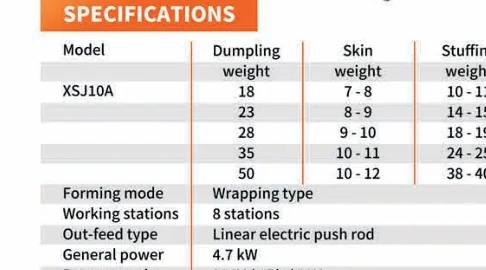 SPECIFICATIONS
Model Dumpling Skin
weight weight
XSJ10A 18 7 - 8
23 8 - 9
28 9 - 10
35 10 - 11
50 10 - 12
Forming mode Wrapping type
Working stations 8 stations
Out-feed type Linear electric push rod
General power 4.7 kW